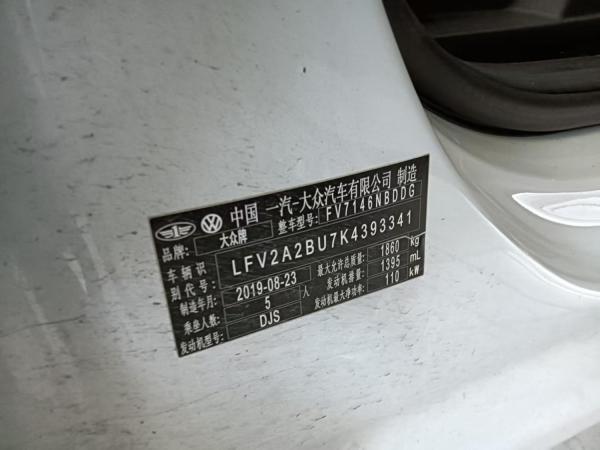 中国 一汽-大众汽车有限公司 制造
品牌: 大众牌 整车型号: FV7146NBDDG
车辆识别代号: LFV2A2BU7K4393341
制造年月: 2019-08-23 最大允许总质量: 1860 kg
乘坐人数: 5 人 发动机排量: 1395 mL
发动机型号: DJS 发动机最大净功率: 110 kW